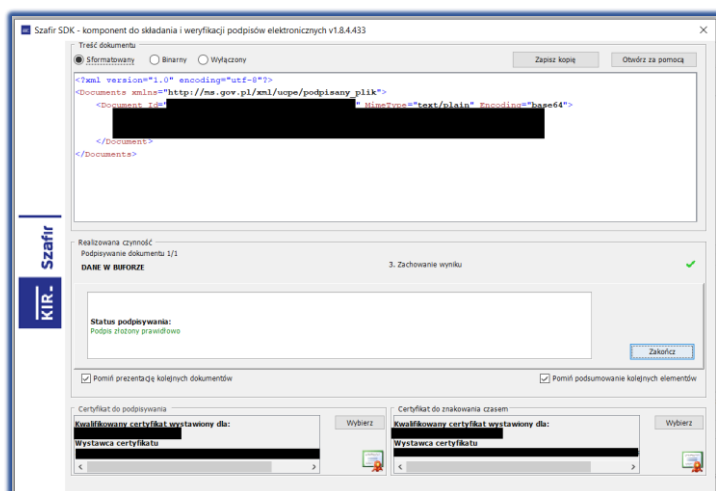 Szafir SDK - komponent do składania i weryfikacji podpisów elektronicznych v1.8.4.433
Treść dokumentu
Sformatowany Binarny Wyłączony Zapisz kopię Otwórz za pomocą
<?xml version="1.0" encoding="utf-8"?>
<Documents xmlns="http://ms.gov.pl/xml/ucpe/podpisany_plik">
<Document Id=" " MimeType="text/plain" Encoding="base64">
</Document>
</Documents>
Szafir
KIR
Realizowana czynność
Podpisywanie dokumentu 1/1
DANE W BUFORZE
3. Zachowanie wyniku
Status podpisywania:
Podpis złożony prawidłowo
Zakończ
Pomiń prezentację kolejnych dokumentów
Pomiń podsumowanie kolejnych elementów
Certyfikat do podpisywania
Kwalifikowany certyfikat wystawiony dla:
Wybierz
Wystawca certyfikatu
Certyfikat do znakowania czasem
Kwalifikowany certyfikat wystawiony dla:
Wybierz
Wystawca certyfikatu